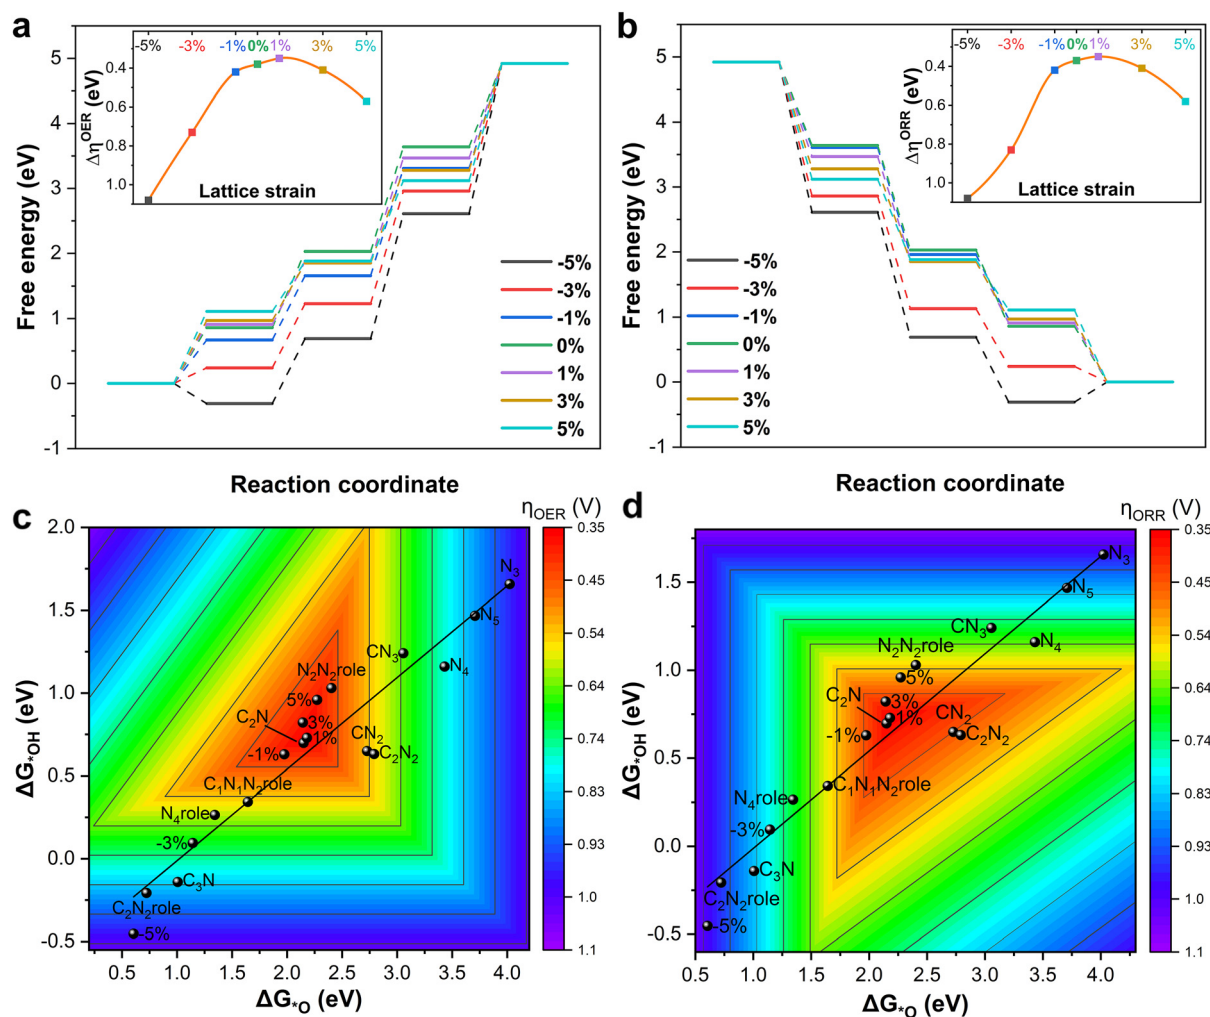 a
-5% -3% -1% 0% 1% 3% 5%
0.4
0.6
0.8
1.0
Δη^OER (eV)
Lattice strain
5
4
3
2
1
0
-1
Free energy (eV)
-5%
-3%
-1%
0%
1%
3%
5%
Reaction coordinate
b
-5% -3% -1% 0% 1% 3% 5%
0.4
0.6
0.8
1.0
Δη^ORR (eV)
Lattice strain
5
4
3
2
1
0
-1
Free energy (eV)
-5%
-3%
-1%
0%
1%
3%
5%
Reaction coordinate
c
η_OER (V)
2.0
1.5
1.0
0.5
0.0
-0.5
ΔG_*OH (eV)
N₃
N₅
CN₃
N₄
N₂N₂role
5%
C₂N
3%
1%
CN₂
-1%
C₂N₂
C₁N₁N₂role
N₄role
-3%
C₃N
C₂N₂role
-5%
0.5 1.0 1.5 2.0 2.5 3.0 3.5 4.0
ΔG_*O (eV)
0.35
0.45
0.54
0.64
0.74
0.83
0.93
1.0
1.1
d
η_ORR (V)
1.5
1.0
0.5
0.0
-0.5
ΔG_*OH (eV)
N₃
N₅
CN₃
N₄
N₂N₂role
5%
C₂N
3%
1%
CN₂
-1%
C₂N₂
C₁N₁N₂role
N₄role
-3%
C₃N
C₂N₂role
-5%
0.5 1.0 1.5 2.0 2.5 3.0 3.5 4.0
ΔG_*O (eV)
0.35
0.45
0.54
0.64
0.74
0.83
0.93
1.0
1.1